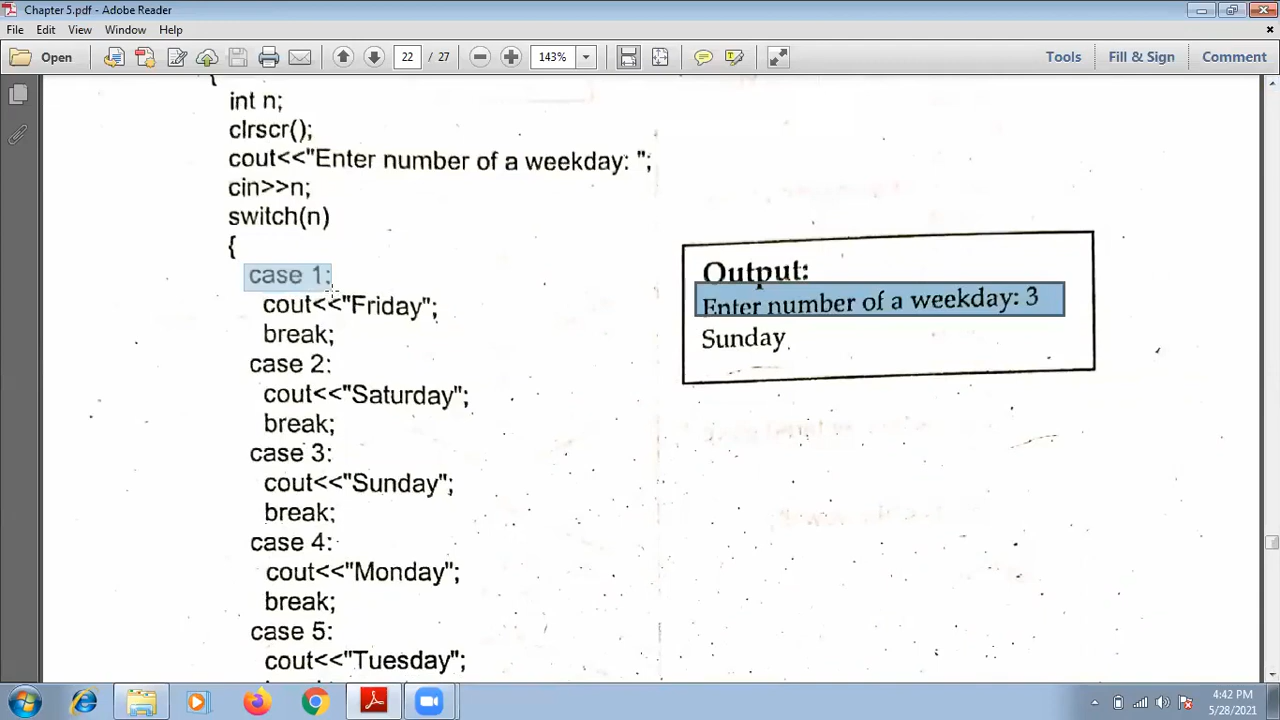 Chapter 5.pdf - Adobe Reader
File Edit View Window Help
Open 22 / 27 143% Tools Fill & Sign Comment
{
int n;
clrscr();
cout<<"Enter number of a weekday: ";
cin>>n;
switch(n)
{
case 1:
cout<<"Friday";
break;
case 2:
cout<<"Saturday";
break;
case 3:
cout<<"Sunday";
break;
case 4:
cout<<"Monday";
break;
case 5:
cout<<"Tuesday";
Output:
Enter number of a weekday: 3
Sunday
4:42 PM
5/28/2021